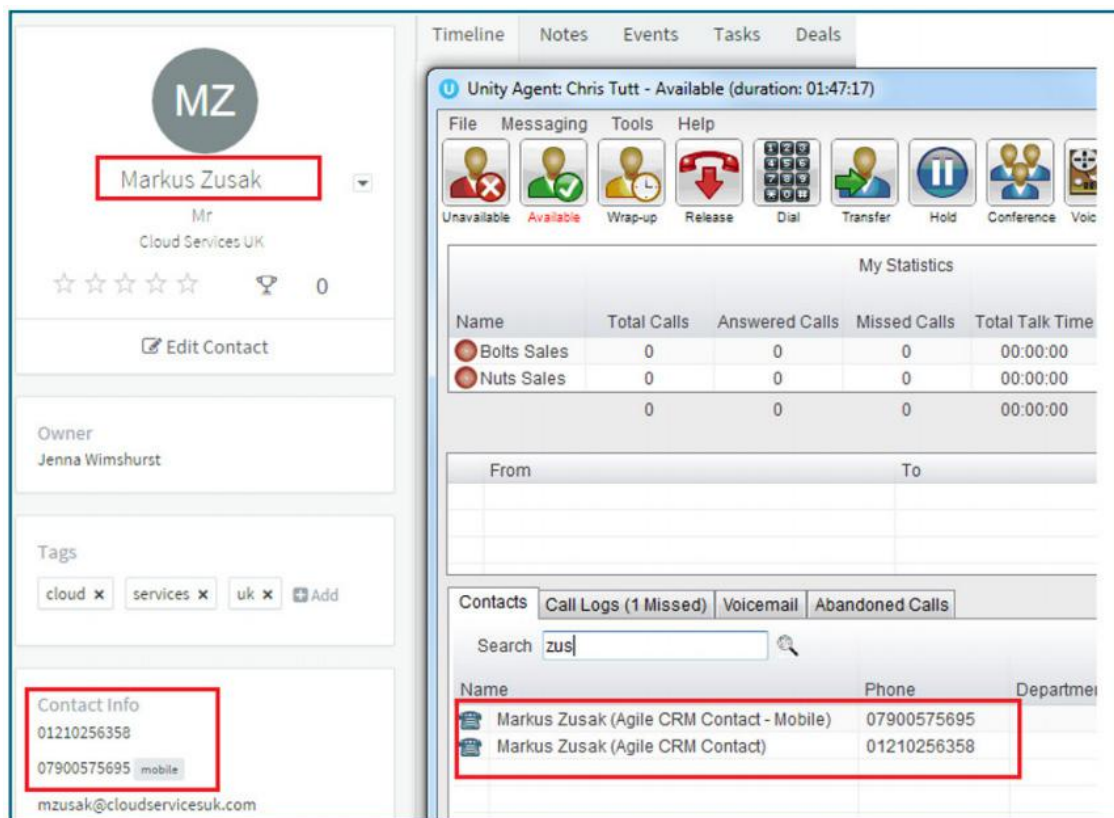 MZ
Markus Zusak
Mr
Cloud Services UK
0
Edit Contact
Owner
Jenna Wimshurst
Tags
cloud × services × uk × Add
Contact Info
01210256358
07900575695 mobile
mzusak@cloudservicesuk.com
Timeline Notes Events Tasks Deals
Unity Agent: Chris Tutt - Available (duration: 01:47:17)
File Messaging Tools Help
Unavailable Available Wrap-up Release Dial Transfer Hold Conference Voic
My Statistics
Name Total Calls Answered Calls Missed Calls Total Talk Time
Bolts Sales 0 0 0 00:00:00
Nuts Sales 0 0 0 00:00:00
0 0 0 00:00:00
From To
Contacts Call Logs (1 Missed) Voicemail Abandoned Calls
Search zus
Name Phone Departmen
Markus Zusak (Agile CRM Contact - Mobile) 07900575695
Markus Zusak (Agile CRM Contact) 01210256358